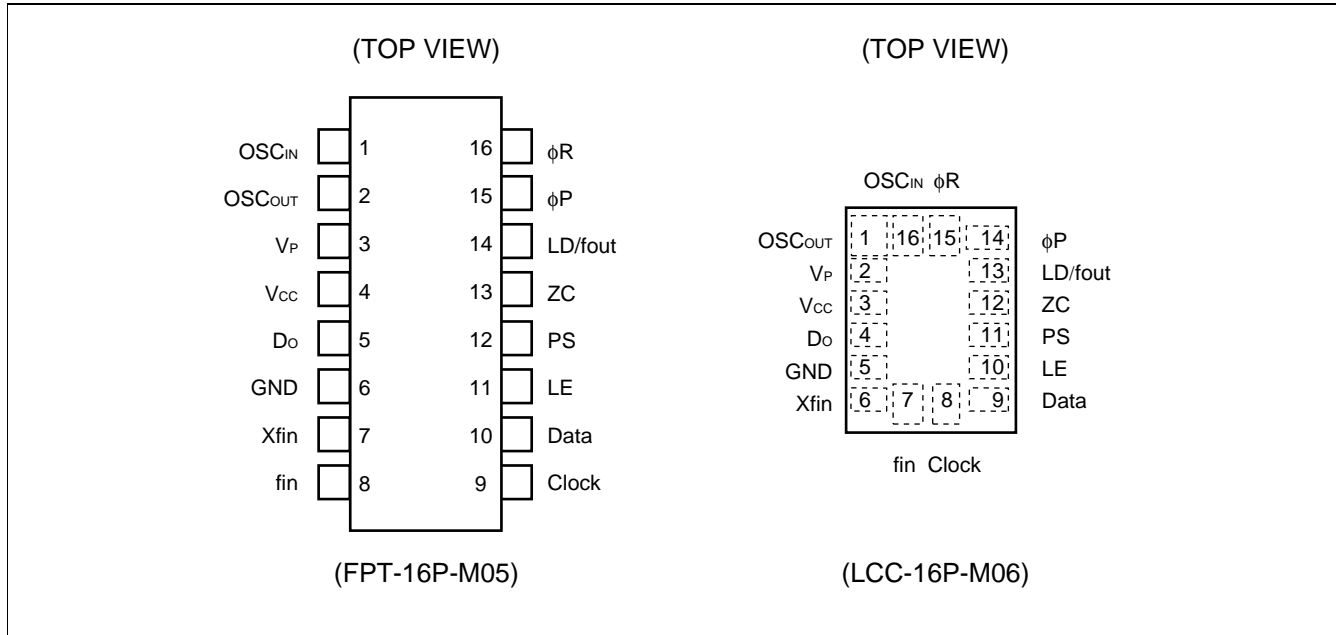 (TOP VIEW)
OSCIN 1 16 ϕR
OSCOUT 2 15 ϕP
VP 3 14 LD/fout
VCC 4 13 ZC
DO 5 12 PS
GND 6 11 LE
Xfin 7 10 Data
fin 8 9 Clock
(FPT-16P-M05)
(TOP VIEW)
OSCIN ϕR
OSCOUT 1 16 15 14 ϕP
VP 2 13 LD/fout
VCC 3 12 ZC
DO 4 11 PS
GND 5 10 LE
Xfin 6 7 8 9 Data
fin Clock
(LCC-16P-M06)